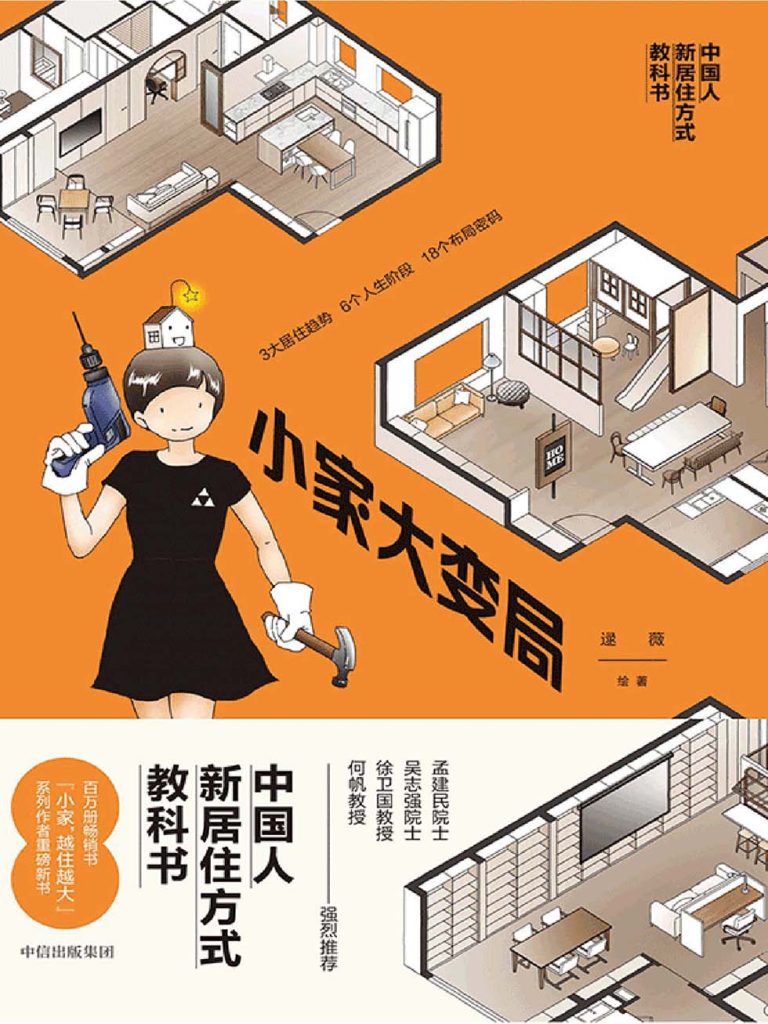 中国人
新居住方式
教科书
3大居住趋势 6个人生阶段 18个布局密码
小家大变局
HO
ME
逯 薇
绘 著
孟建民院士
吴志强院士
徐卫国教授
何帆教授
强烈推荐
中国人
新居住方式
教科书
百万册畅销书
「小家，越住越大」
系列作者重磅新书
中信出版集团